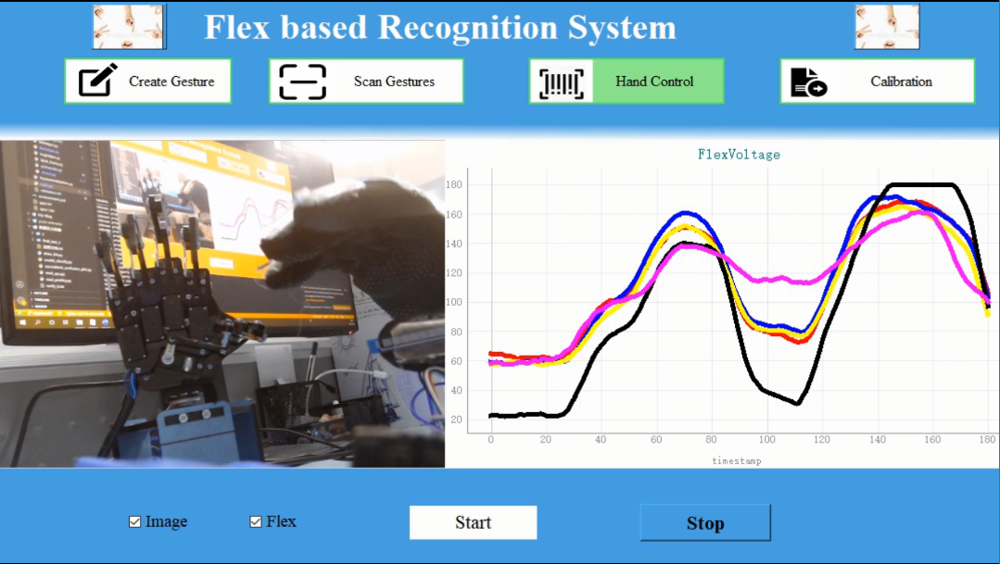 Flex based Recognition System
Create Gesture
Scan Gestures
Hand Control
Calibration
FlexVoltage
180
160
140
120
100
80
60
40
20
0 20 40 60 80 100 120 140 160 180
timestamp
Image
Flex
Start
Stop